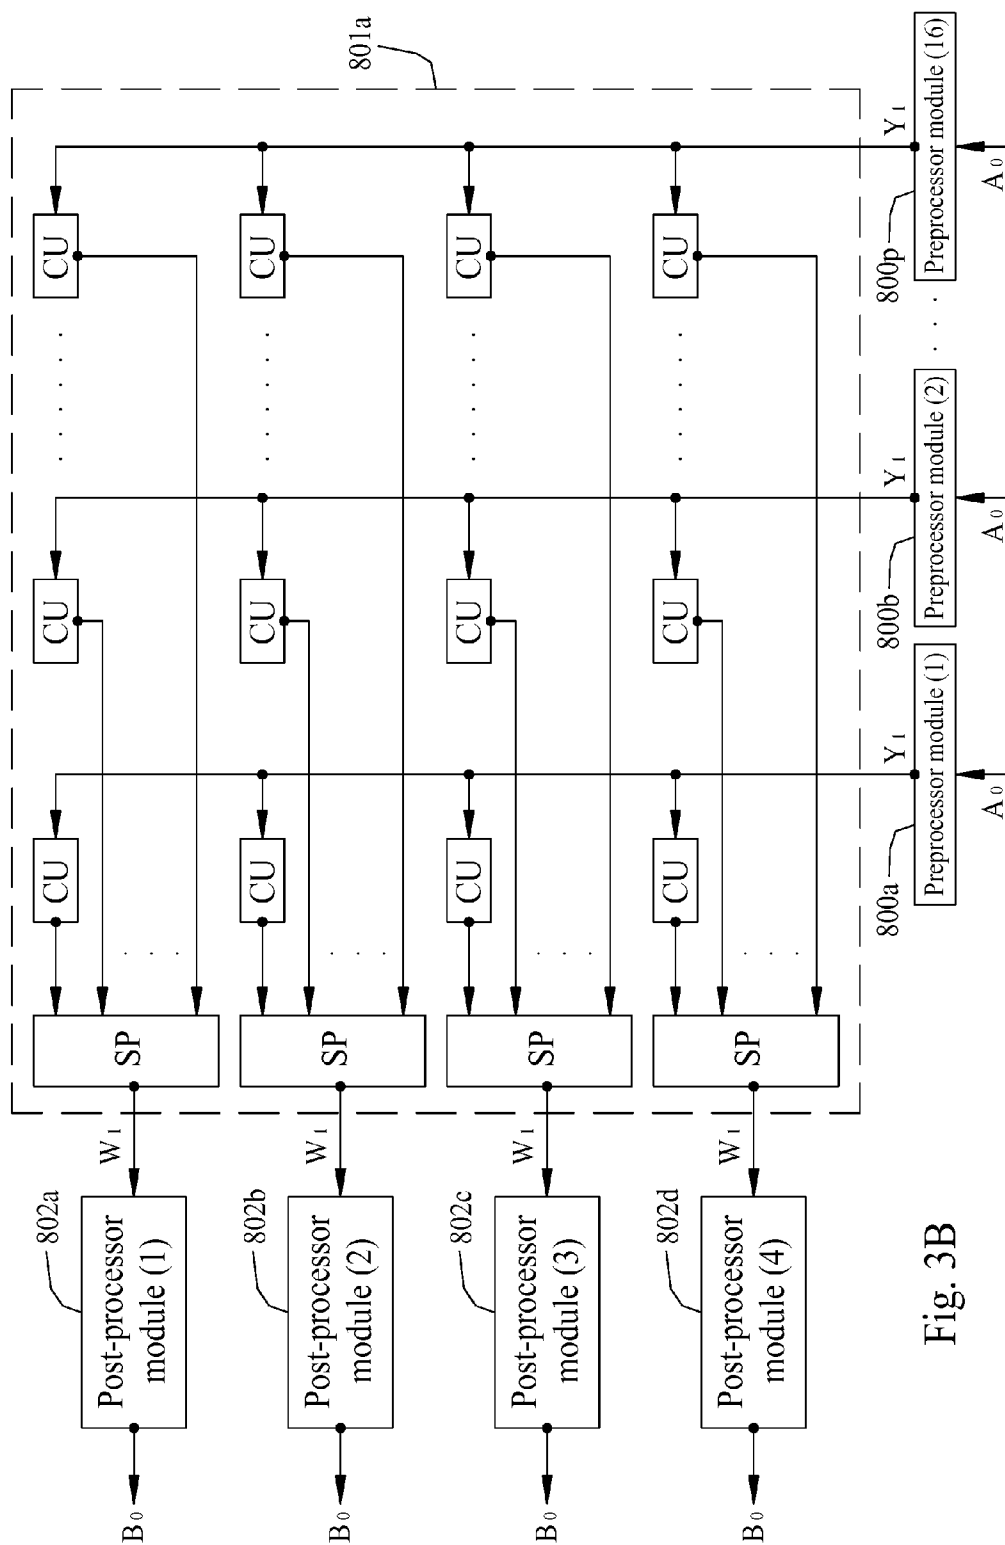 802a
CU
CU
CU
W₁
B₀
Post-processor
module (1)
SP
802b
CU
CU
CU
W₁
B₀
Post-processor
module (2)
SP
801a
802c
CU
CU
CU
W₁
B₀
Post-processor
module (3)
SP
802d
CU
CU
CU
W₁
B₀
Post-processor
module (4)
SP
800a
Y₁
800b
Y₁
800p
Y₁
Preprocessor module (1)
Preprocessor module (2)
Preprocessor module (16)
A₀
A₀
A₀
Fig. 3B